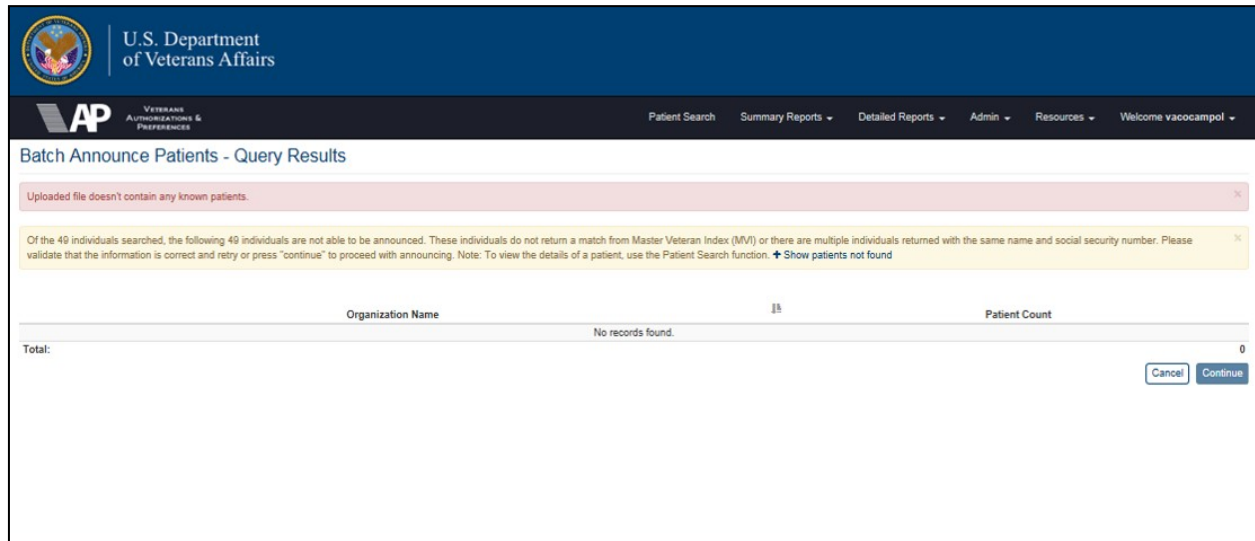 U.S. Department
of Veterans Affairs
VAP
VETERANS
AUTHORIZATIONS &
PREFERENCES
Patient Search Summary Reports Detailed Reports Admin Resources Welcome vacocampol
Batch Announce Patients - Query Results
Uploaded file doesn't contain any known patients.
Of the 49 individuals searched, the following 49 individuals are not able to be announced. These individuals do not return a match from Master Veteran Index (MVI) or there are multiple individuals returned with the same name and social security number. Please
validate that the information is correct and retry or press "continue" to proceed with announcing. Note: To view the details of a patient, use the Patient Search function. + Show patients not found
Organization Name Patient Count
No records found.
Total: 0
Cancel Continue